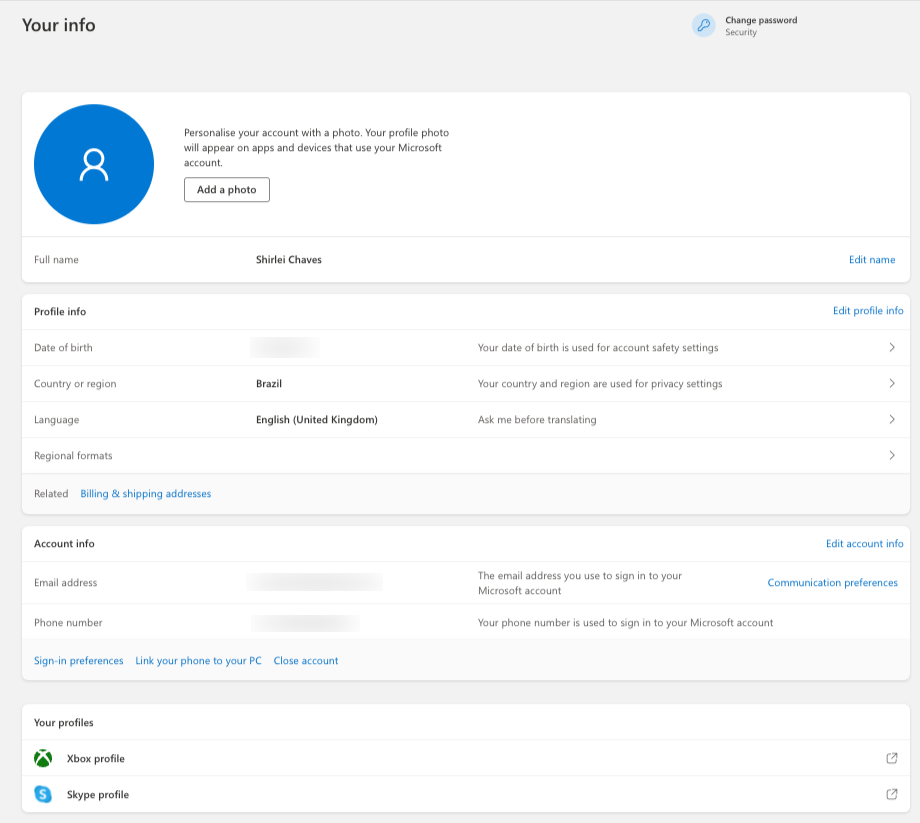 Your info
Change password
Security
Personalise your account with a photo. Your profile photo
will appear on apps and devices that use your Microsoft
account.
Add a photo
Full name
Shirlei Chaves
Edit name
Profile info
Edit profile info
Date of birth
Your date of birth is used for account safety settings
Country or region
Brazil
Your country and region are used for privacy settings
Language
English (United Kingdom)
Ask me before translating
Regional formats
Related
Billing & shipping addresses
Account info
Edit account info
Email address
The email address you use to sign in to your
Microsoft account
Communication preferences
Phone number
Your phone number is used to sign in to your Microsoft account
Sign-in preferences
Link your phone to your PC
Close account
Your profiles
Xbox profile
S
Skype profile